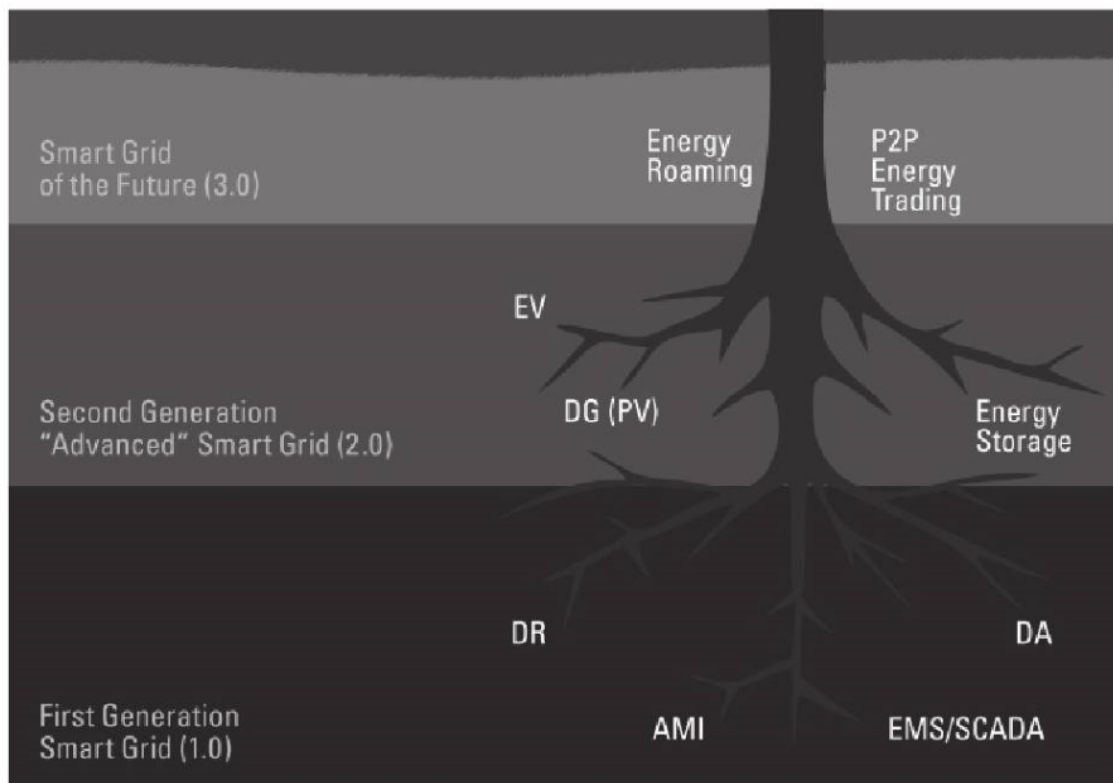 Smart Grid
of the Future (3.0)
Energy
Roaming
P2P
Energy
Trading
EV
Second Generation
“Advanced” Smart Grid (2.0)
DG (PV)
Energy
Storage
DR
DA
First Generation
Smart Grid (1.0)
AMI
EMS/SCADA